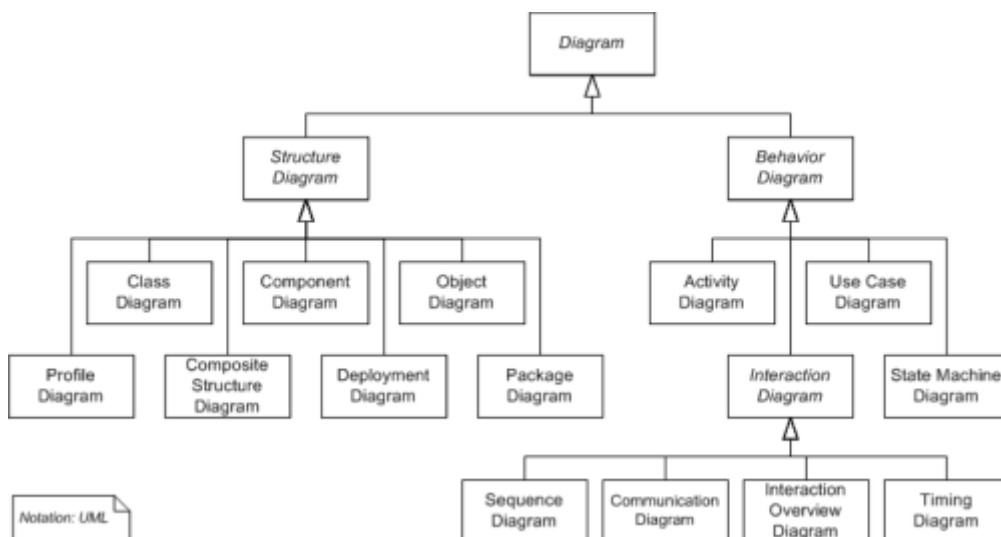 Diagram
Structure
Diagram
Behavior
Diagram
Class
Diagram
Component
Diagram
Object
Diagram
Activity
Diagram
Use Case
Diagram
Profile
Diagram
Composite
Structure
Diagram
Deployment
Diagram
Package
Diagram
Interaction
Diagram
State Machine
Diagram
Sequence
Diagram
Communication
Diagram
Interaction
Overview
Diagram
Timing
Diagram
Notation: UML